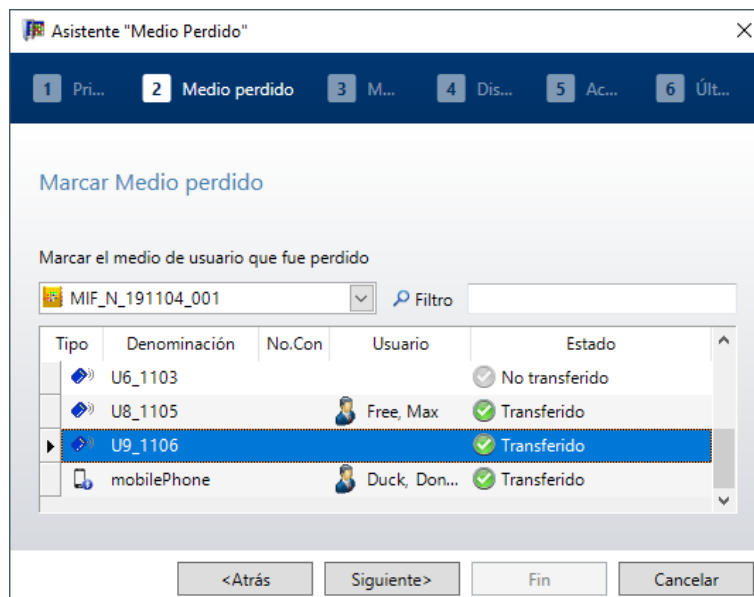 Asistente "Medio Perdido"
1 Pri... 2 Medio perdido 3 M... 4 Dis... 5 Ac... 6 Últ...
Marcar Medio perdido
Marcar el medio de usuario que fue perdido
MIF_N_191104_001 Filtro
Tipo Denominación No.Con Usuario Estado
U6_1103 No transferido
U8_1105 Free, Max Transferido
U9_1106 Transferido
mobilePhone Duck, Don... Transferido
<Atrás Siguiente> Fin Cancelar